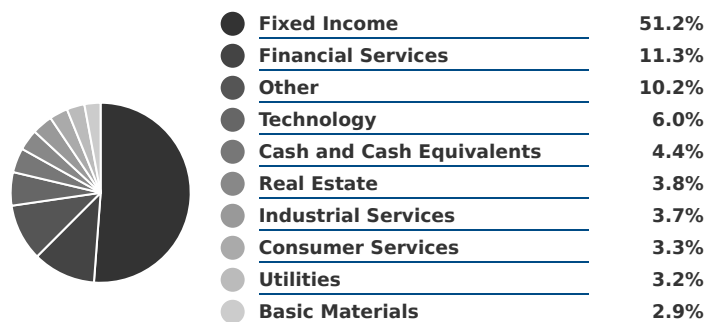 Fixed Income 51.2%
Financial Services 11.3%
Other 10.2%
Technology 6.0%
Cash and Cash Equivalents 4.4%
Real Estate 3.8%
Industrial Services 3.7%
Consumer Services 3.3%
Utilities 3.2%
Basic Materials 2.9%